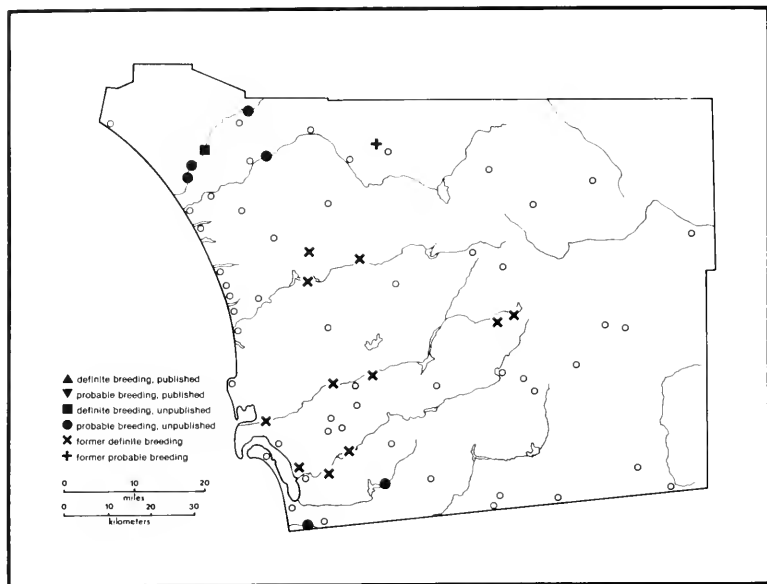 definite breeding, published
probable breeding, published
definite breeding, unpublished
probable breeding, unpublished
former definite breeding
former probable breeding
0 10 20
miles
0 10 20 30
kilometers